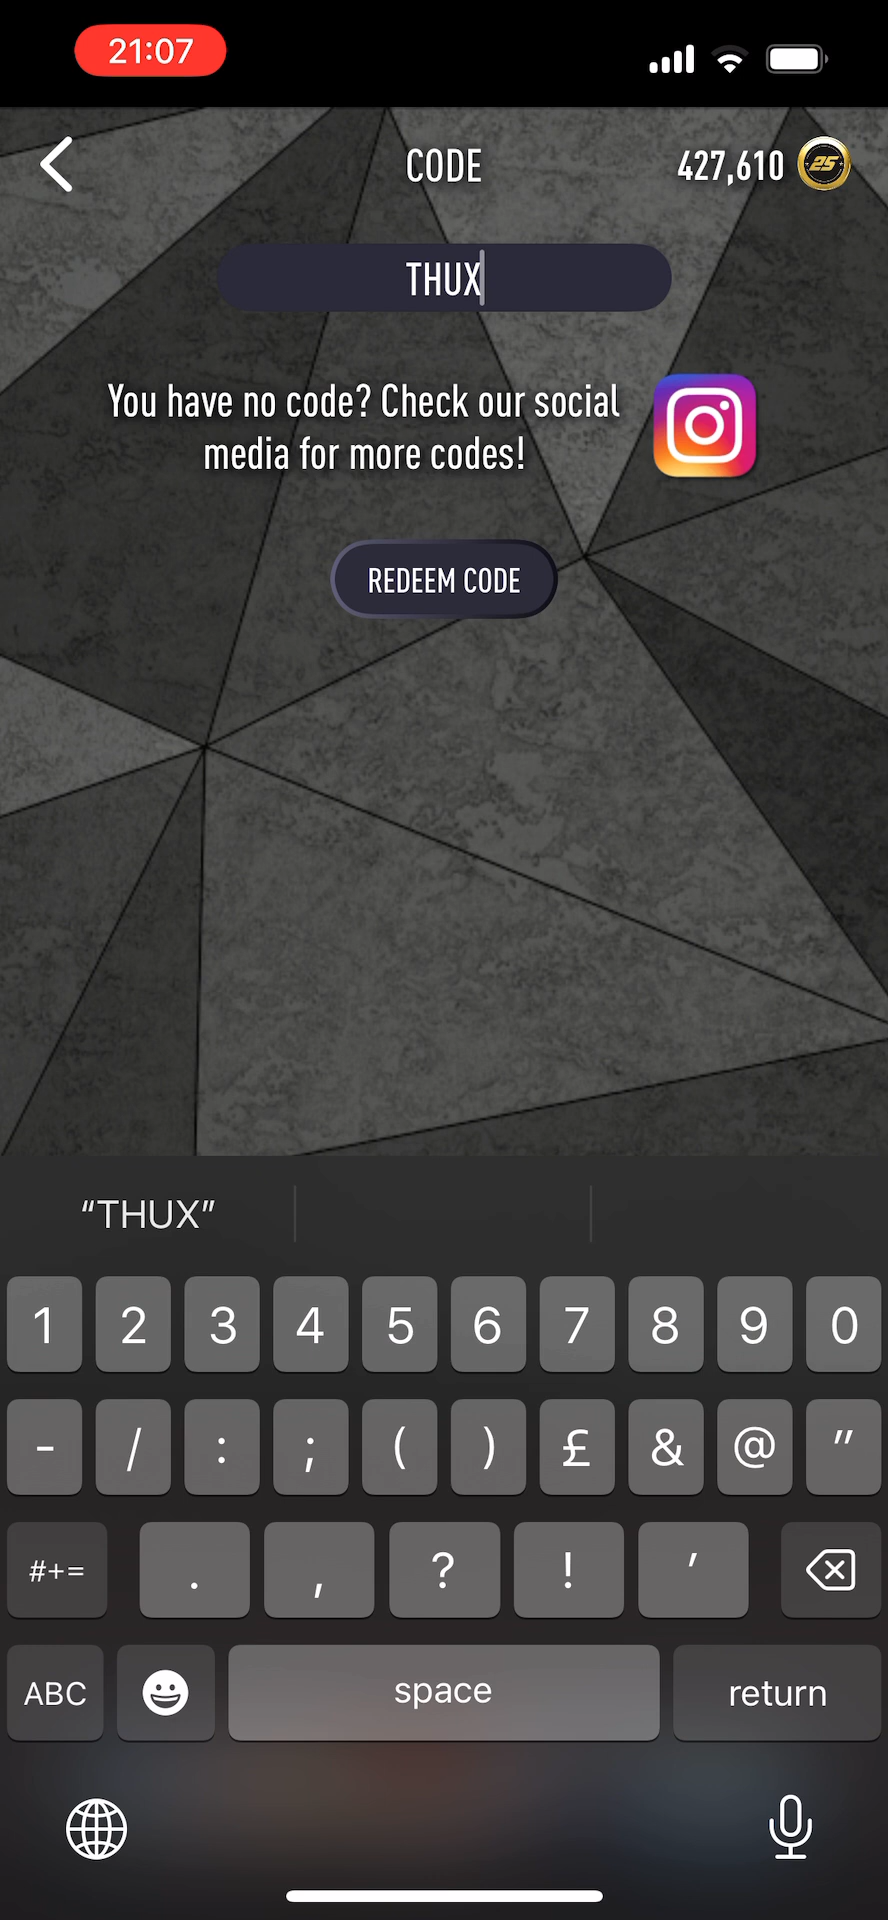 21:07
CODE
427,610 25
THUX
You have no code? Check our social
media for more codes!
REDEEM CODE
“THUX”
1 2 3 4 5 6 7 8 9 0
- / : ; ( ) £ & @ "
#+= . , ? ! '
ABC space return